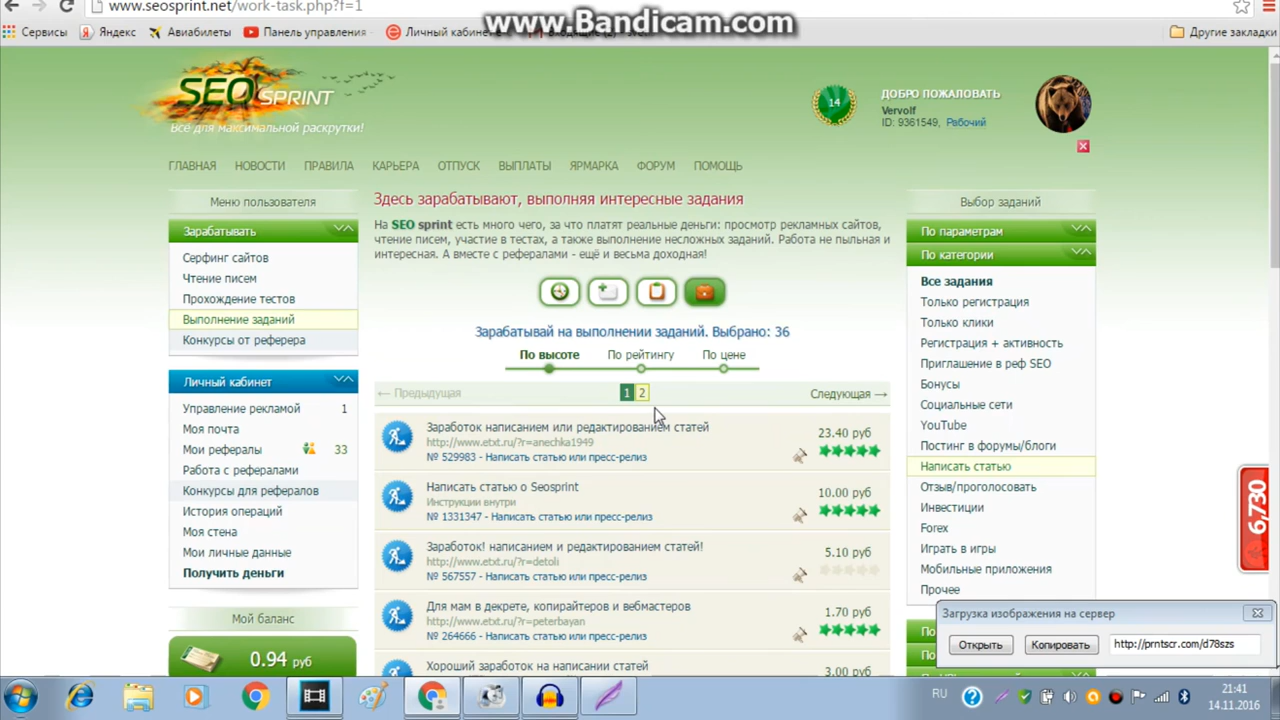 www.seosprint.net/work-task.php?f=1
www.Bandicam.com
Сервисы
Яндекс
Авиабилеты
Панель управления
Личный кабинет
Другие закладки
SEO SPRINT
Все для максимальной раскрутки!
14
ДОБРО ПОЖАЛОВАТЬ
Vervolf
ID: 9361549, Рабочий
ГЛАВНАЯ НОВОСТИ ПРАВИЛА КАРЬЕРА ОТПУСК ВЫПЛАТЫ ЯРМАРКА ФОРУМ ПОМОЩЬ
Меню пользователя
Зарабатывать
Серфинг сайтов
Чтение писем
Прохождение тестов
Выполнение заданий
Конкурсы от реферера
Личный кабинет
Управление рекламой 1
Моя почта
Мои рефералы 33
Работа с рефералами
Конкурсы для рефералов
История операций
Моя стена
Мои личные данные
Получить деньги
Мой баланс
0.94 руб
Здесь зарабатывают, выполняя интересные задания
На SEO sprint есть много чего, за что платят реальные деньги: просмотр рекламных сайтов,
чтение писем, участие в тестах, а также выполнение несложных заданий. Работа не пыльная и
интересная. А вместе с рефералами - ещё и весьма доходная!
Зарабатывай на выполнении заданий. Выбрано: 36
По высоте По рейтингу По цене
← Предыдущая 1 2 Следующая →
Заработок написанием или редактированием статей
http://www.etxt.ru/?r=anechka1949
№ 529983 - Написать статью или пресс-релиз
23.40 руб
Написать статью о Seosprint
Инструкции внутри
№ 1331347 - Написать статью или пресс-релиз
10.00 руб
Заработок! написанием и редактированием статей!
http://www.etxt.ru/?r=detoli
№ 567557 - Написать статью или пресс-релиз
5.10 руб
Для мам в декрете, копирайтеров и вебмастеров
http://www.etxt.ru/?r=peterbayan
№ 264666 - Написать статью или пресс-релиз
1.70 руб
Хороший заработок на написании статей
3.00 руб
Выбор заданий
По параметрам
По категории
Все задания
Только регистрация
Только клики
Регистрация + активность
Приглашение в реф SEO
Бонусы
Социальные сети
YouTube
Постинг в форумы/блоги
Написать статью
Отзыв/проголосовать
Инвестиции
Forex
Играть в игры
Мобильные приложения
Прочее
6,730
Загрузка изображения на сервер
Открыть
Копировать
http://prntscr.com/d78szs
RU
21:41
14.11.2016